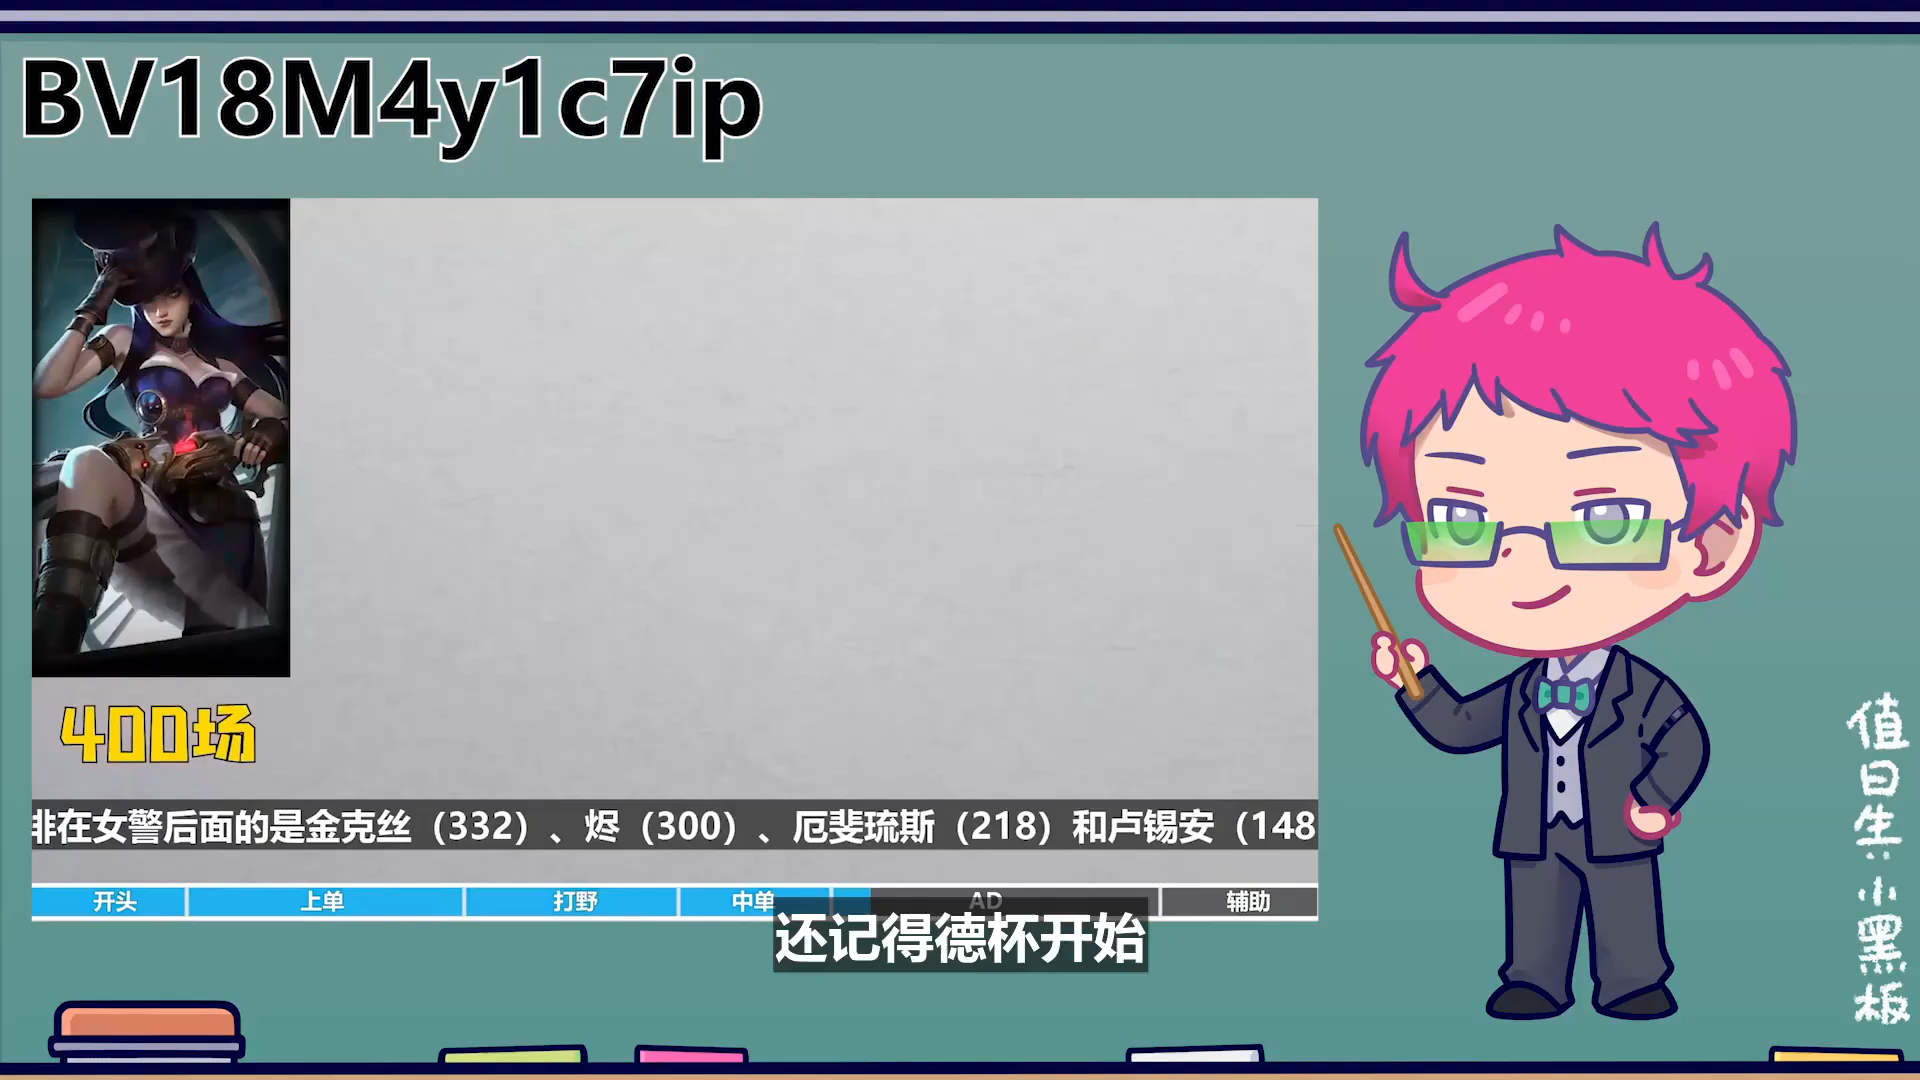 BV18M4y1c7ip
400场
排在女警后面的是金克丝（332）、烬（300）、厄斐琉斯（218）和卢锡安（148
开头 上单 打野 中单 AD 辅助
还记得德杯开始
值日生：小黑板